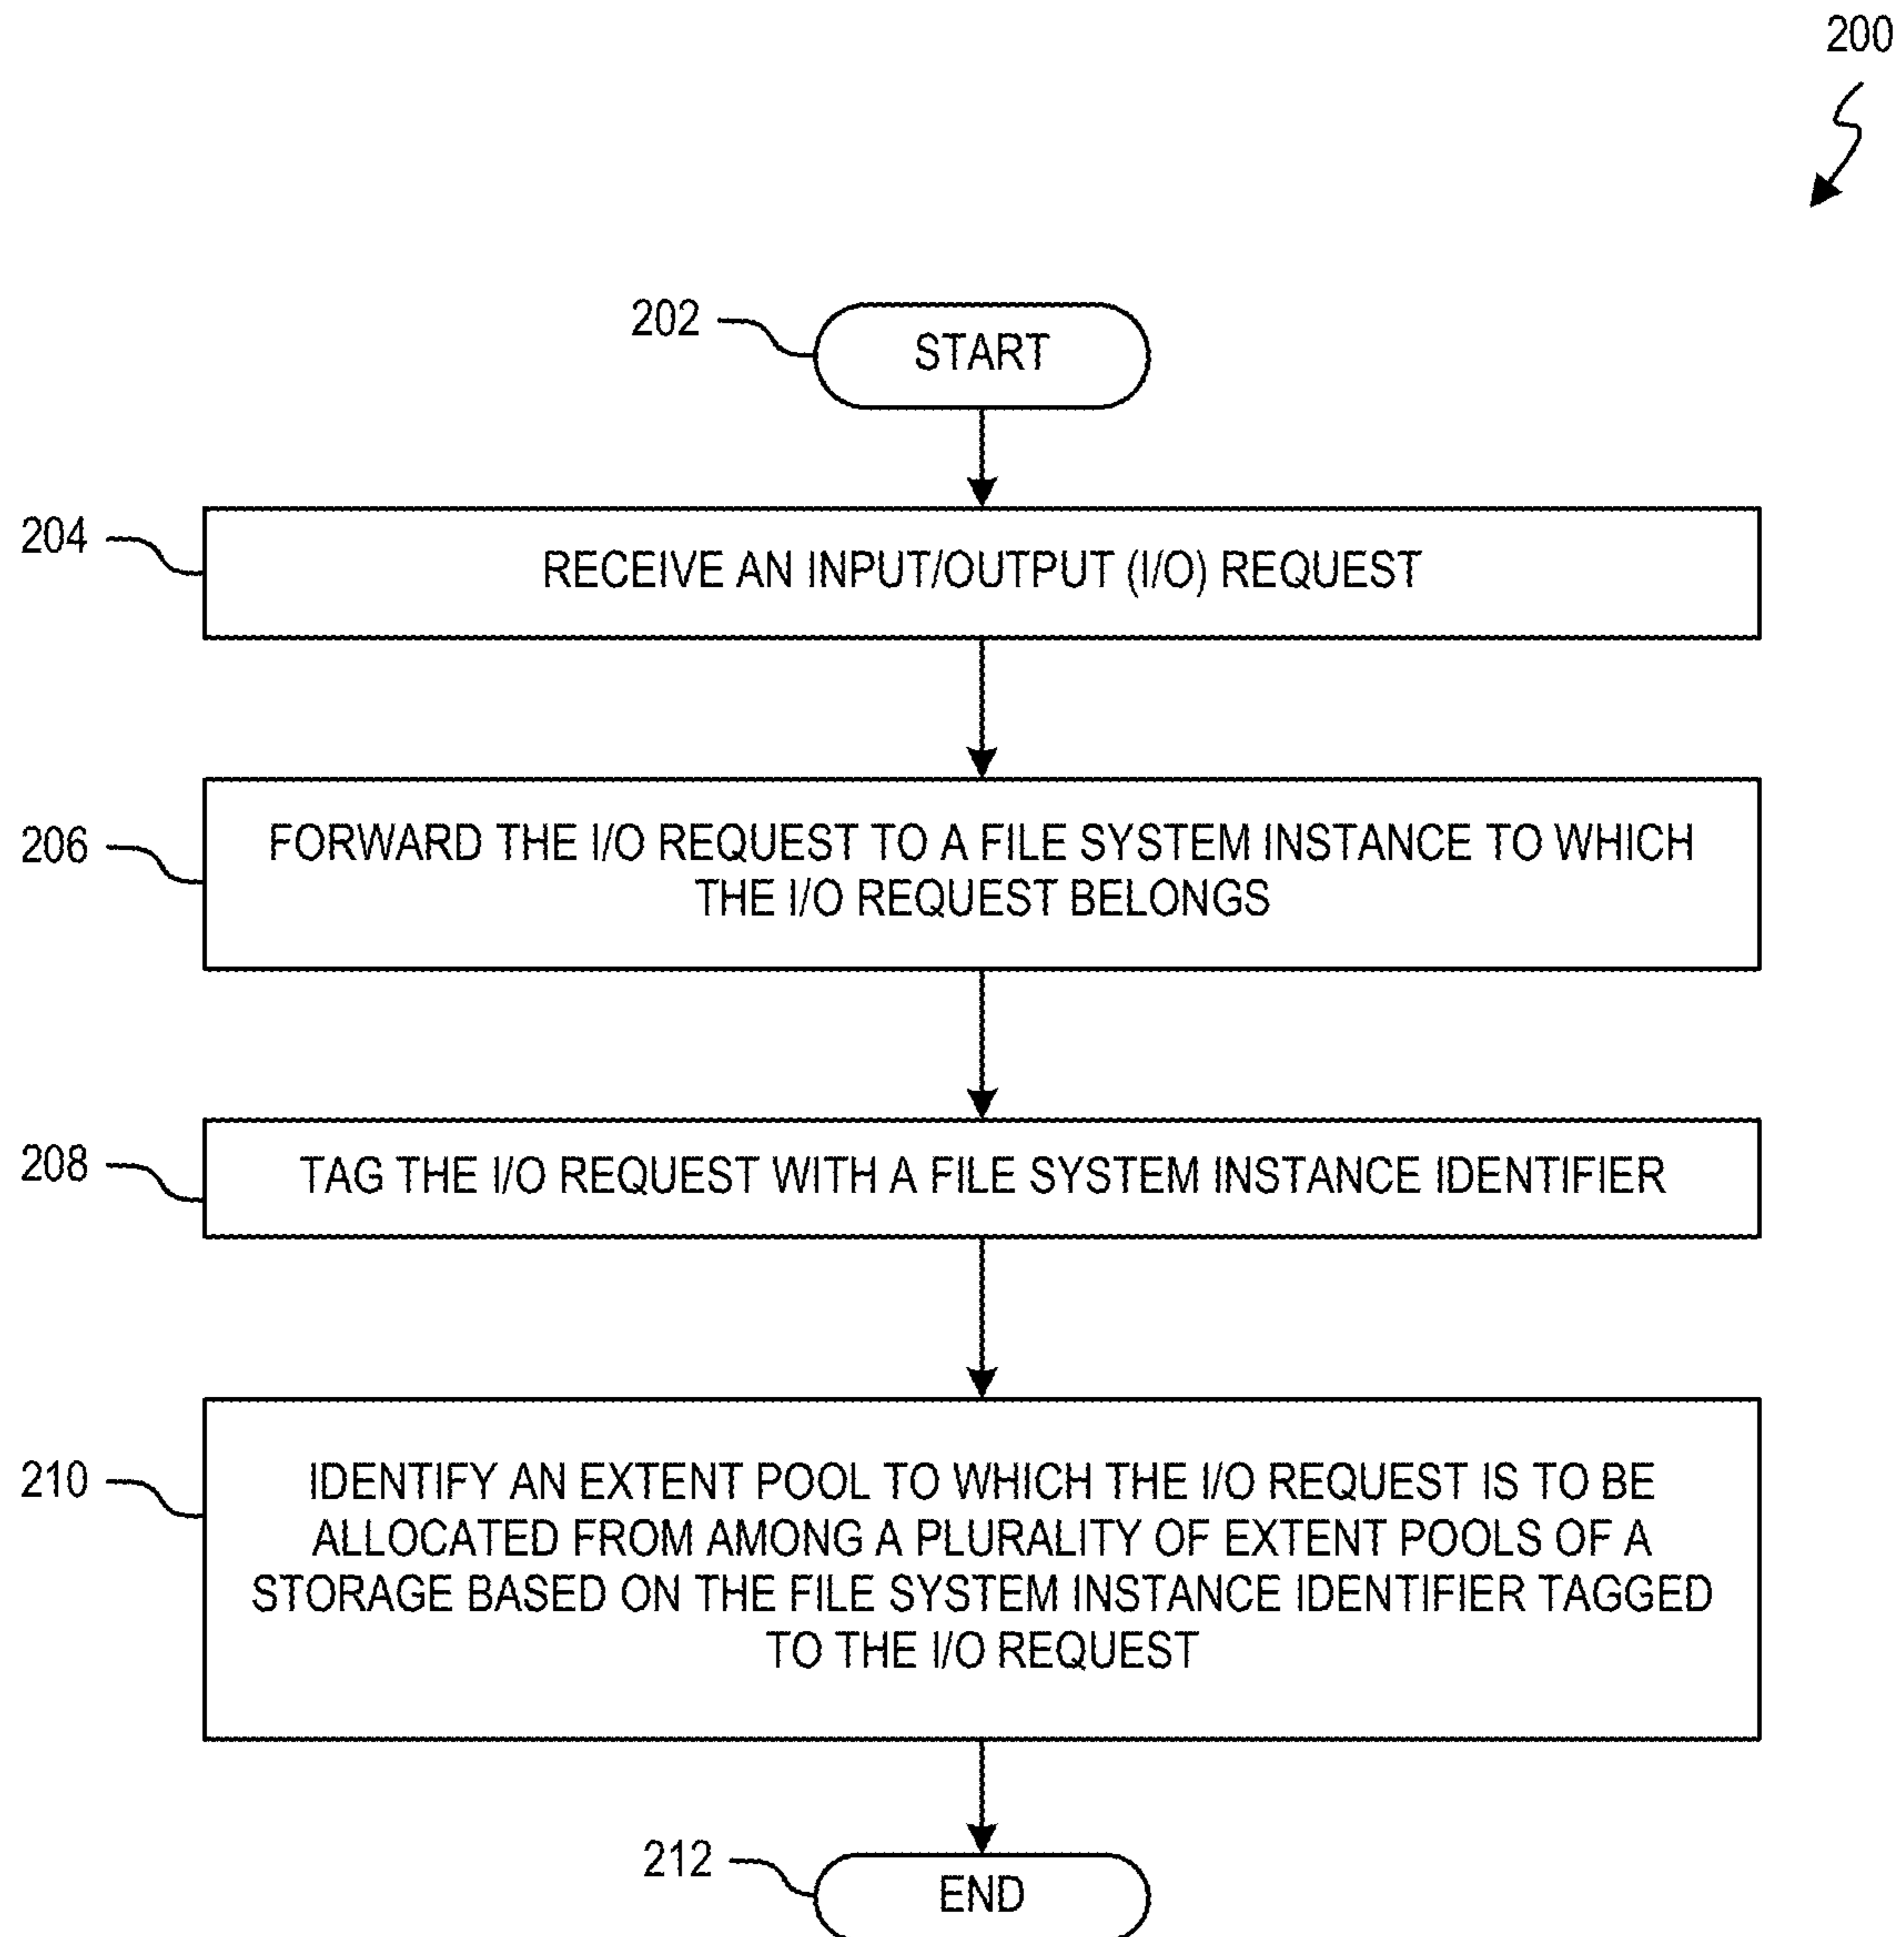 200
202
START
204
RECEIVE AN INPUT/OUTPUT (I/O) REQUEST
206
FORWARD THE I/O REQUEST TO A FILE SYSTEM INSTANCE TO WHICH
THE I/O REQUEST BELONGS
208
TAG THE I/O REQUEST WITH A FILE SYSTEM INSTANCE IDENTIFIER
210
IDENTIFY AN EXTENT POOL TO WHICH THE I/O REQUEST IS TO BE
ALLOCATED FROM AMONG A PLURALITY OF EXTENT POOLS OF A
STORAGE BASED ON THE FILE SYSTEM INSTANCE IDENTIFIER TAGGED
TO THE I/O REQUEST
212
END